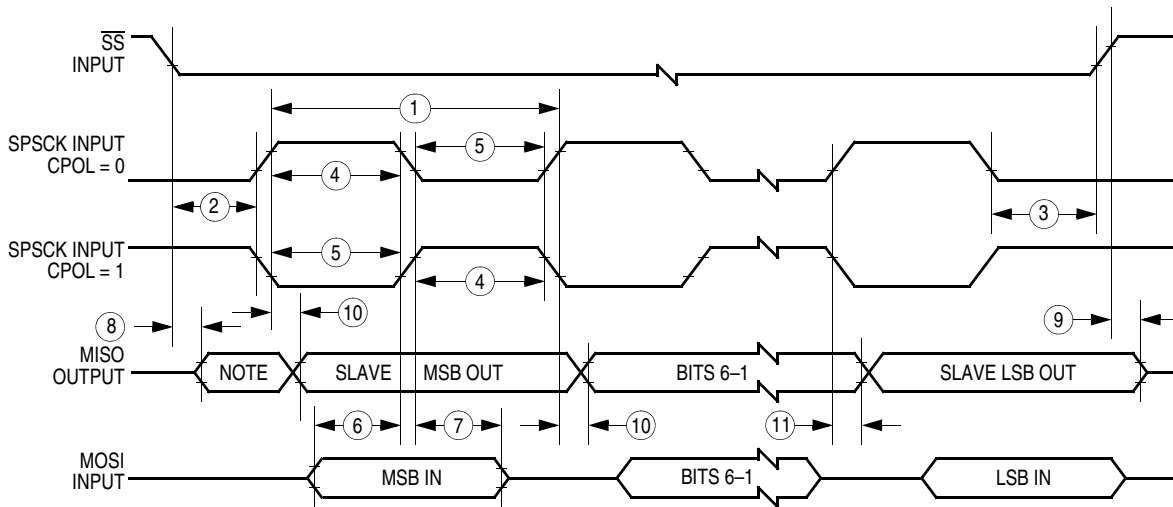 SS
INPUT
1
SPSCK INPUT
CPOL = 0
5
4
2
3
SPSCK INPUT
CPOL = 1
5
4
8
10
9
MISO
OUTPUT
NOTE
SLAVE MSB OUT
BITS 6–1
SLAVE LSB OUT
6
7
10
11
MOSI
INPUT
MSB IN
BITS 6–1
LSB IN